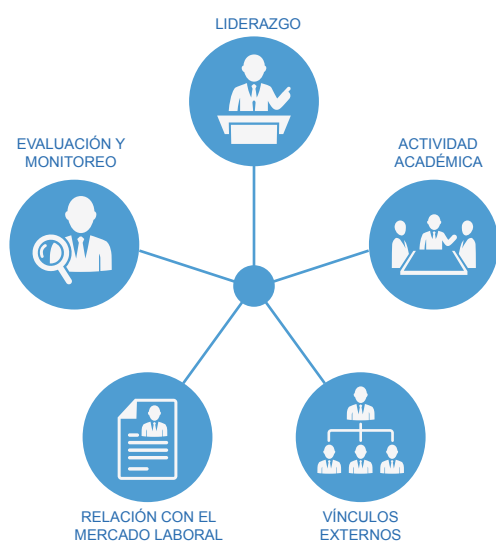 LIDERAZGO
EVALUACIÓN Y
MONITOREO
ACTIVIDAD
ACADÉMICA
RELACIÓN CON EL
MERCADO LABORAL
VÍNCULOS
EXTERNOS